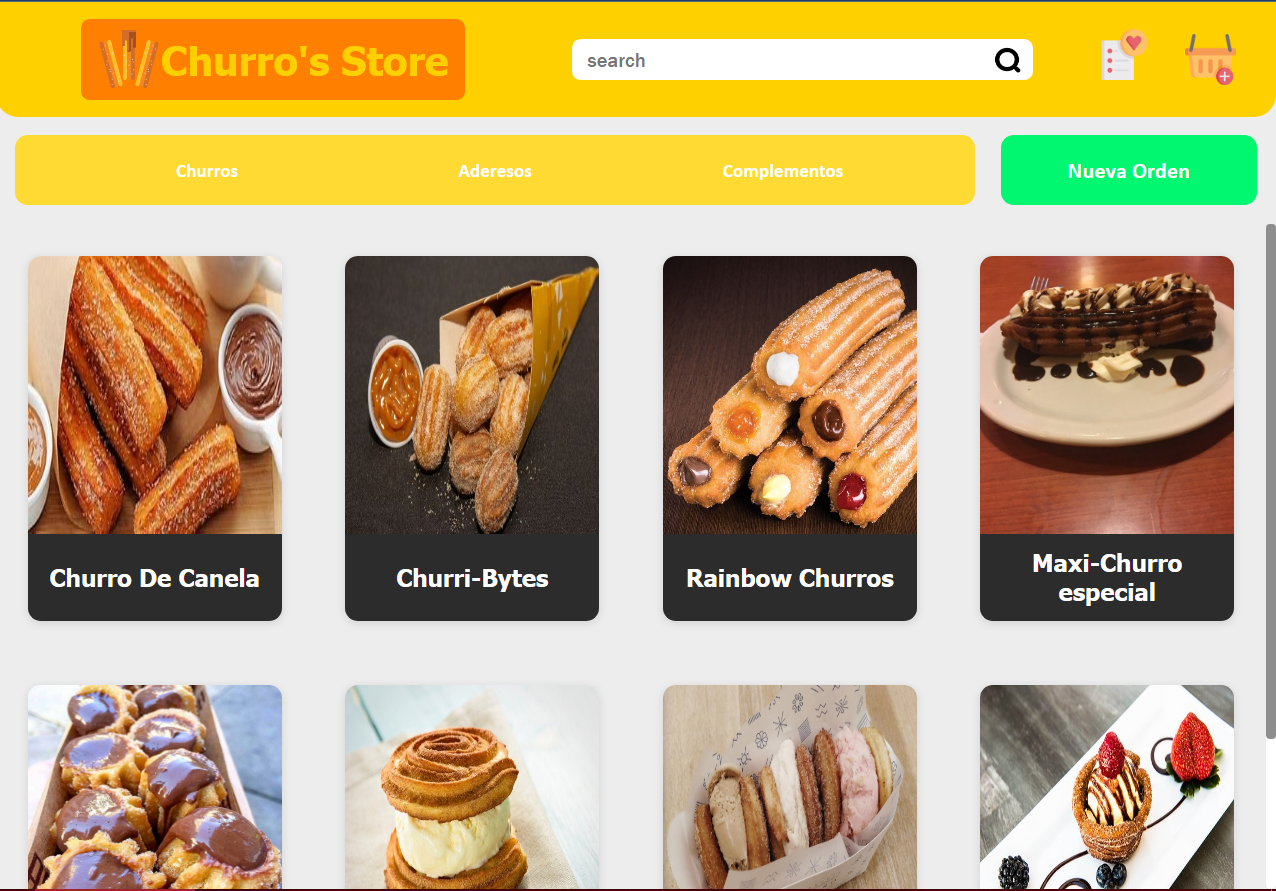 Churro's Store
search
Churros
Aderesos
Complementos
Nueva Orden
Churro De Canela
Churri-Bytes
Rainbow Churros
Maxi-Churro
especial